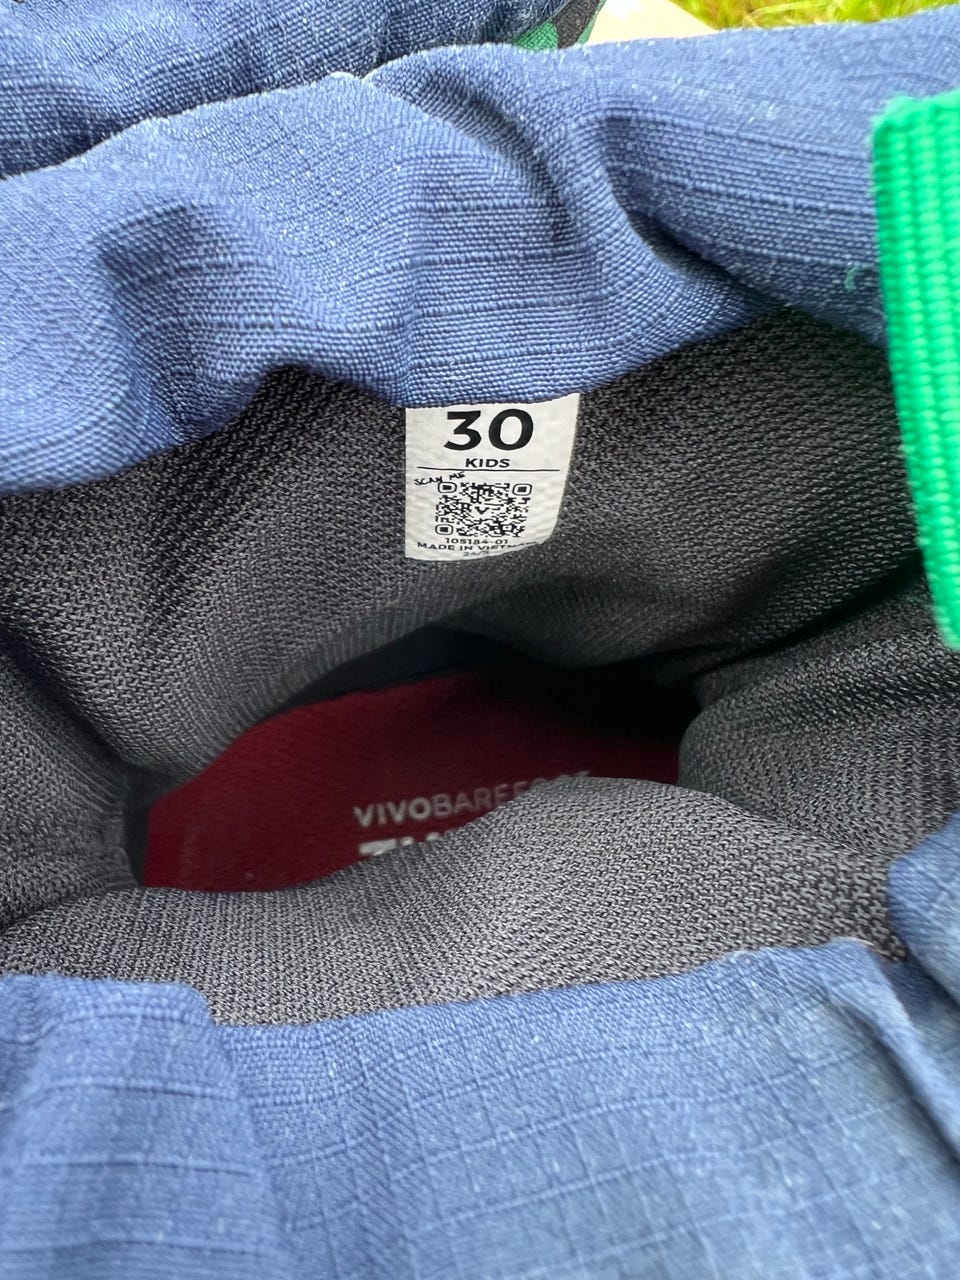 30
KIDS
SCAN ME
V
105184-01
MADE IN VIETNAM
VIVOBAREFOOT